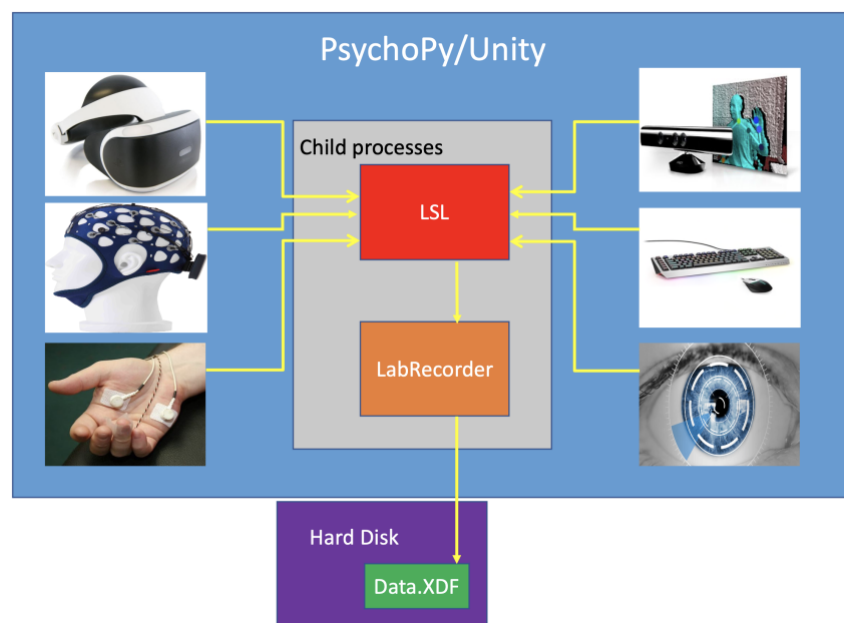 PsychoPy/Unity
Child processes
LSL
LabRecorder
Hard Disk
Data.XDF